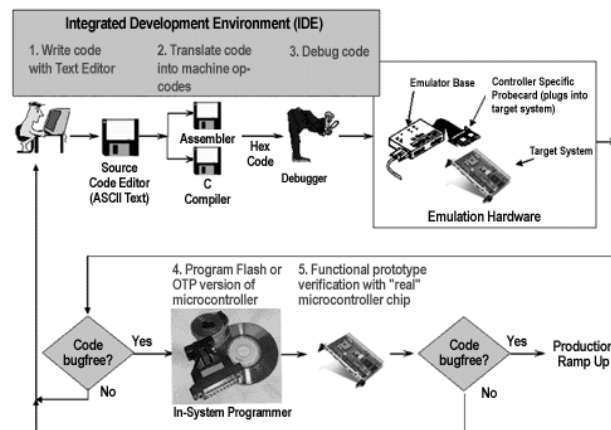 Integrated Development Environment (IDE)
1. Write code
with Text Editor
2. Translate code
into machine op-
codes
3. Debug code
Emulator Base
Controller Specific
Probecard (plugs into
target system)
Assembler
Hex
Code
Target System
Source
Code Editor
(ASCII Text)
C
Compiler
Debugger
Emulation Hardware
4. Program Flash or
OTP version of
microcontroller
5. Functional prototype
verification with "real"
microcontroller chip
Code
bugfree?
Yes
No
In-System Programmer
Code
bugfree?
Yes
No
Production
Ramp Up